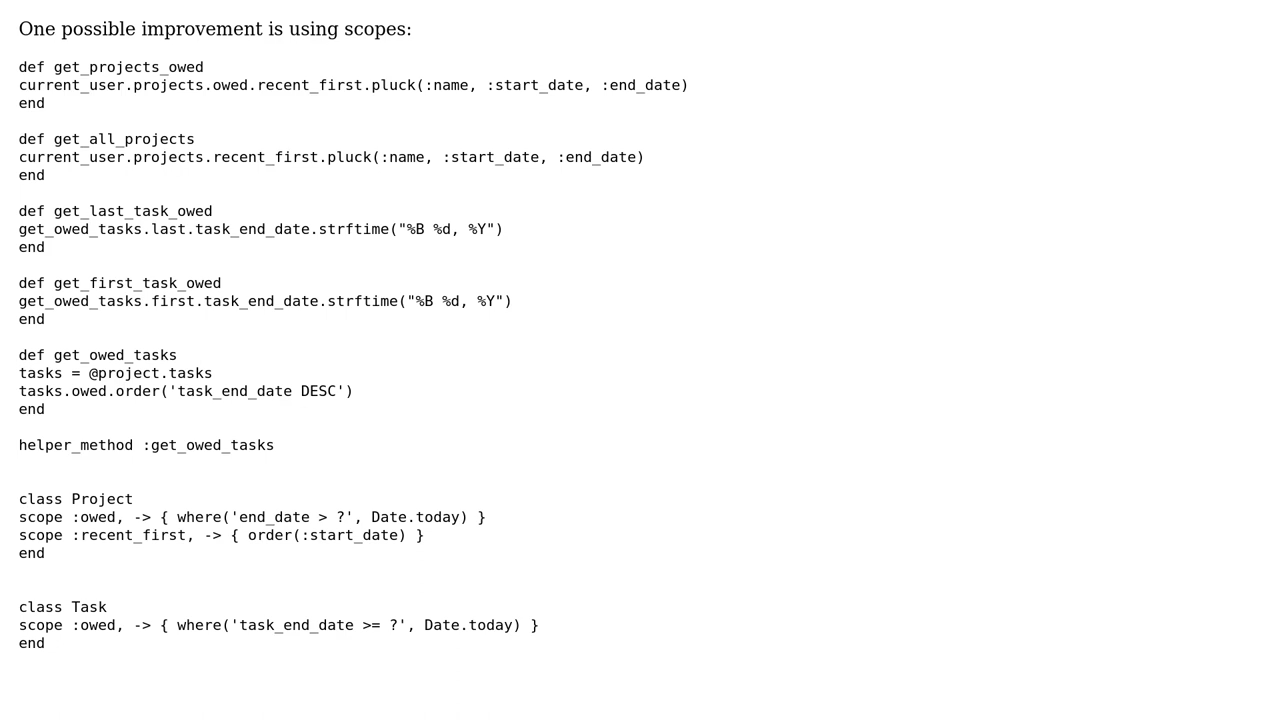 One possible improvement is using scopes:
def get_projects_owed
current_user.projects.owed.recent_first.pluck(:name, :start_date, :end_date)
end
def get_all_projects
current_user.projects.recent_first.pluck(:name, :start_date, :end_date)
end
def get_last_task_owed
get_owed_tasks.last.task_end_date.strftime("%B %d, %Y")
end
def get_first_task_owed
get_owed_tasks.first.task_end_date.strftime("%B %d, %Y")
end
def get_owed_tasks
tasks = @project.tasks
tasks.owed.order('task_end_date DESC')
end
helper_method :get_owed_tasks
class Project
scope :owed, -> { where('end_date > ?', Date.today) }
scope :recent_first, -> { order(:start_date) }
end
class Task
scope :owed, -> { where('task_end_date >= ?', Date.today) }
end